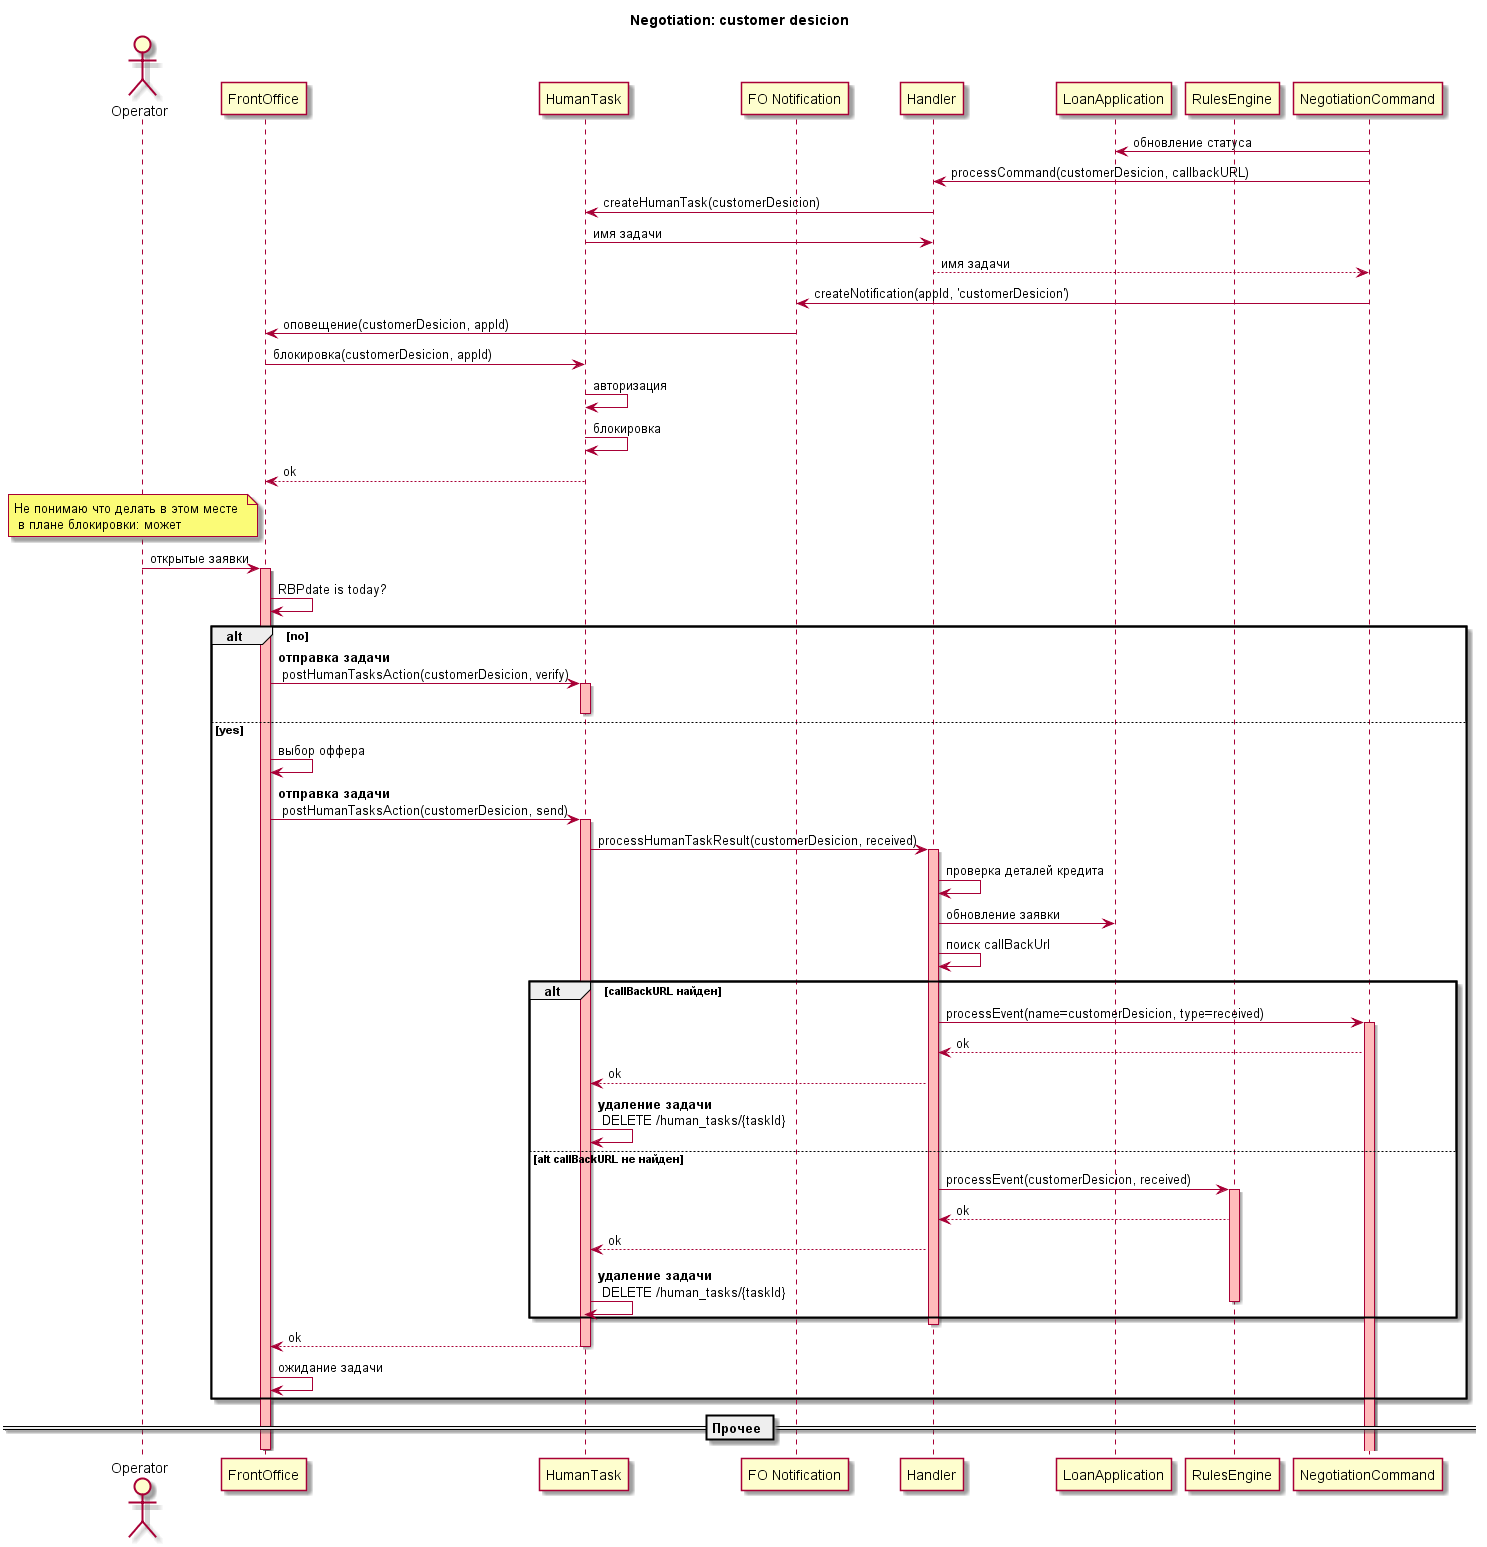 Negotiation: customer desicion
Operator
FrontOffice
HumanTask
FO Notification
Handler
LoanApplication
RulesEngine
NegotiationCommand
обновление статуса
processCommand(customerDesicion, callbackURL)
createHumanTask(customerDesicion)
имя задачи
имя задачи
createNotification(appId, 'customerDesicion')
оповещение(customerDesicion, appId)
блокировка(customerDesicion, appId)
авторизация
блокировка
ok
Не понимаю что делать в этом месте
в плане блокировки: может
открытые заявки
RBPdate is today?
alt
[no]
отправка задачи
postHumanTasksAction(customerDesicion, verify)
[yes]
выбор оффера
отправка задачи
postHumanTasksAction(customerDesicion, send)
processHumanTaskResult(customerDesicion, received)
проверка деталей кредита
обновление заявки
поиск callBackUrl
alt
[callBackURL найден]
processEvent(name=customerDesicion, type=received)
ok
ok
удаление задачи
DELETE /human_tasks/{taskId}
[alt callBackURL не найден]
processEvent(customerDesicion, received)
ok
ok
удаление задачи
DELETE /human_tasks/{taskId}
ok
ожидание задачи
Прочее
Operator
FrontOffice
HumanTask
FO Notification
Handler
LoanApplication
RulesEngine
NegotiationCommand